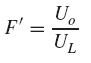 F′ = U_o / U_L